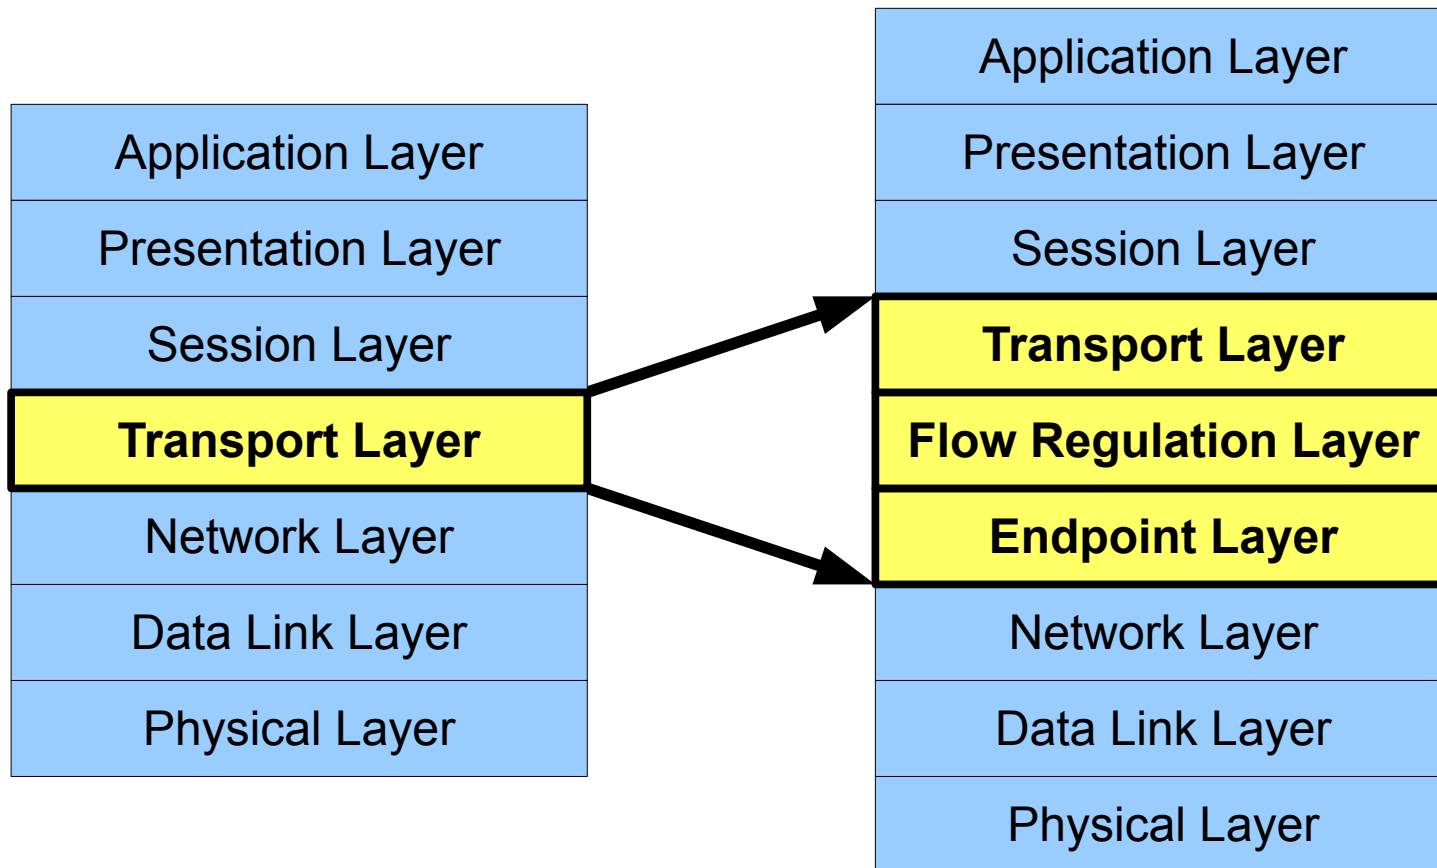 Application Layer
Presentation Layer
Session Layer
Transport Layer
Network Layer
Data Link Layer
Physical Layer
Application Layer
Presentation Layer
Session Layer
Transport Layer
Flow Regulation Layer
Endpoint Layer
Network Layer
Data Link Layer
Physical Layer